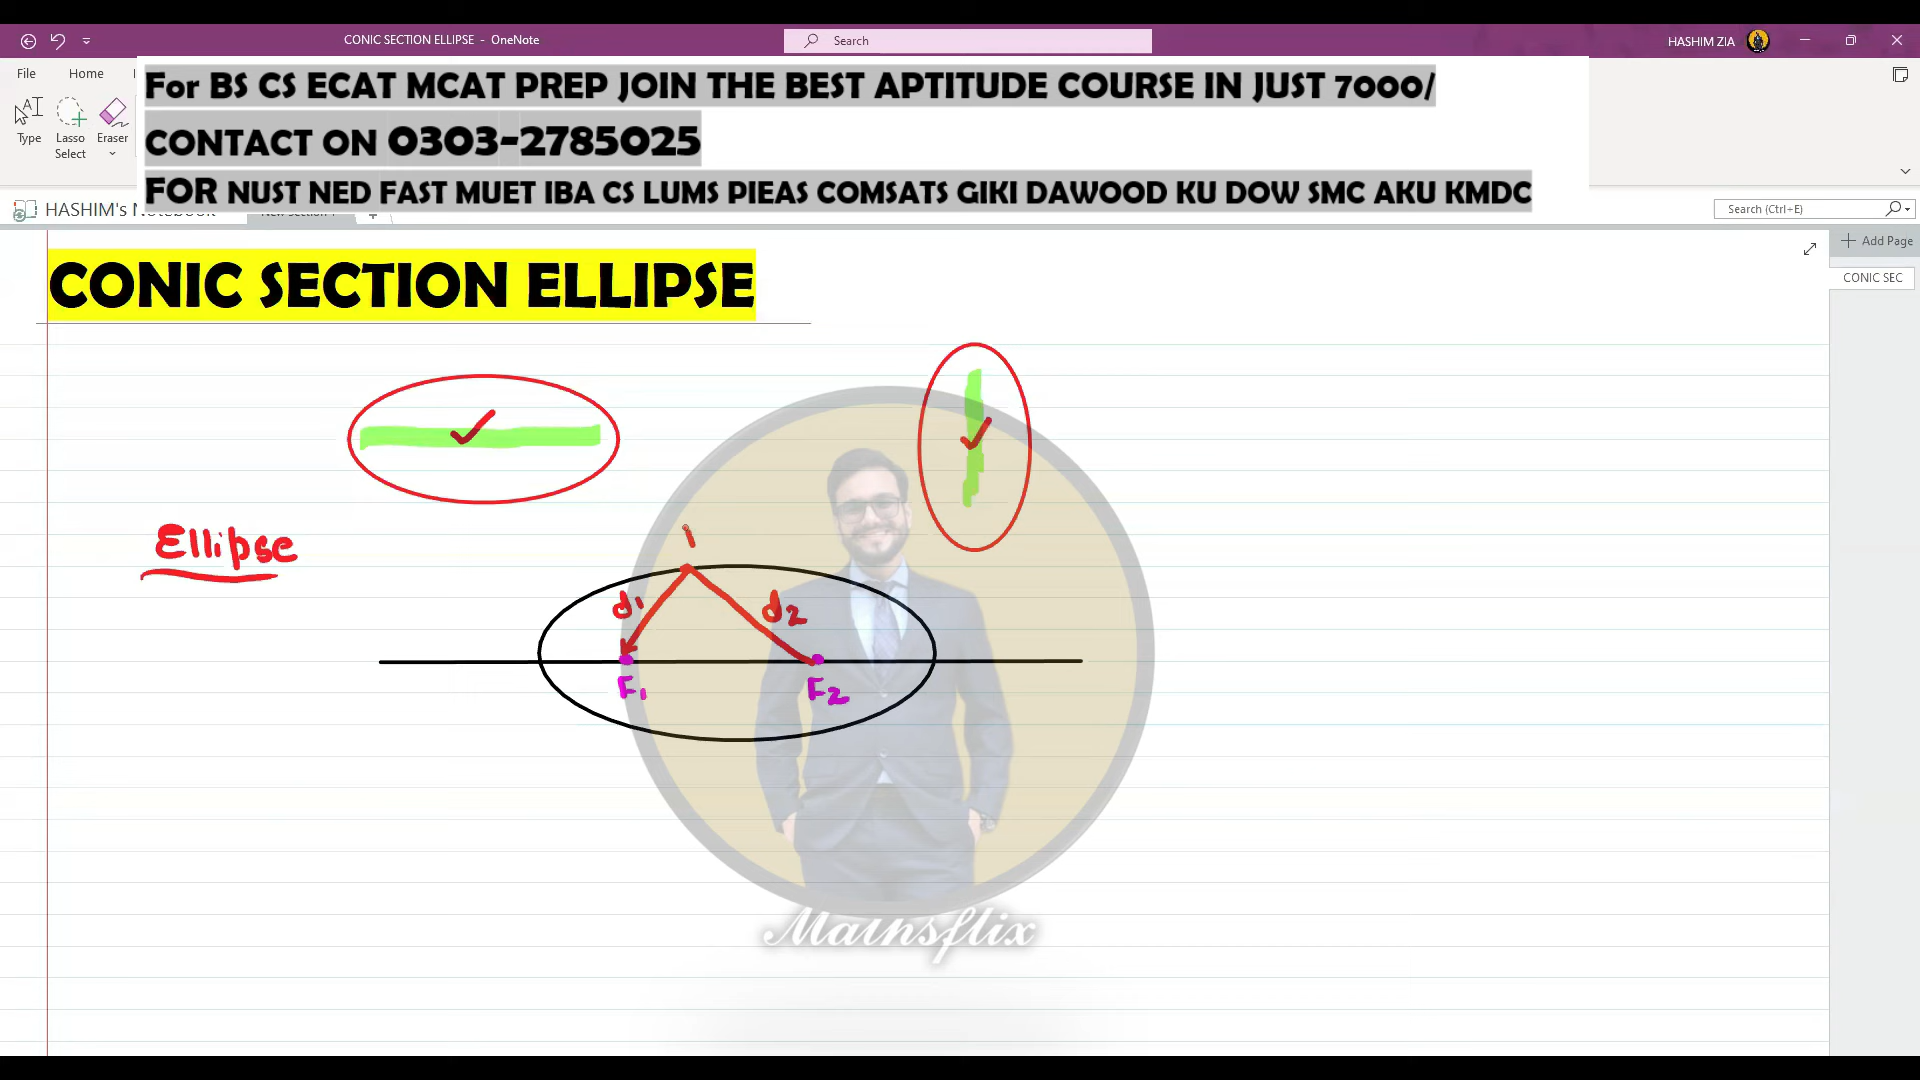 CONIC SECTION ELLIPSE - OneNote
Search
HASHIM ZIA
File Home
For BS CS ECAT MCAT PREP JOIN THE BEST APTITUDE COURSE IN JUST 7000/
CONTACT ON 0303-2785025
FOR NUST NED FAST MUET IBA CS LUMS PIEAS COMSATS GIKI DAWOOD KU DOW SMC AKU KMDC
Type
Lasso
Select
Eraser
HASHIM's Notebook
Search (Ctrl+E)
Add Page
CONIC SEC
CONIC SECTION ELLIPSE
Ellipse
d1
d2
F1
F2
Mainsflix